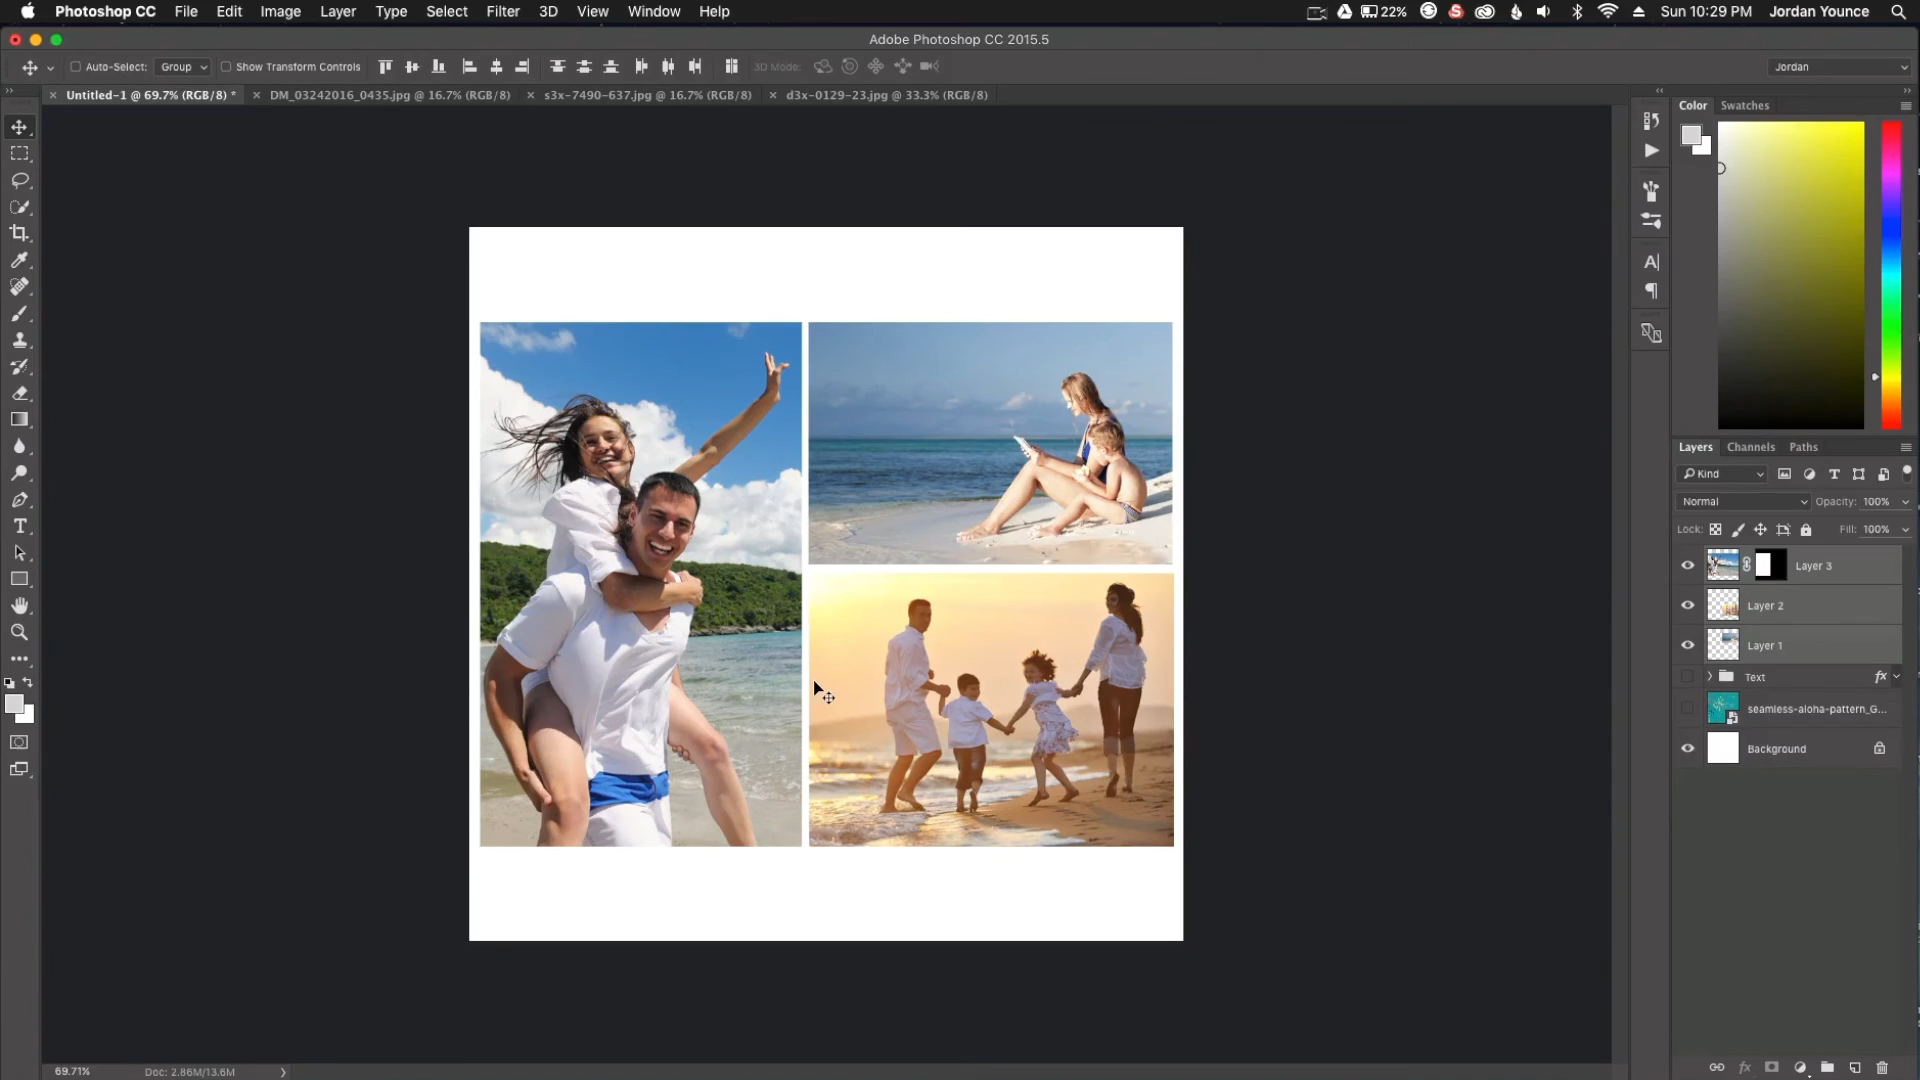 Photoshop CC File Edit Image Layer Type Select Filter 3D View Window Help 22% Sun 10:29 PM Jordan Younce
Adobe Photoshop CC 2015.5
Auto-Select: Group Show Transform Controls 3D Mode: Jordan
Untitled-1 @ 69.7% (RGB/8) * DM_03242016_0435.jpg @ 16.7% (RGB/8) s3x-7490-637.jpg @ 16.7% (RGB/8) d3x-0129-23.jpg @ 33.3% (RGB/8)
Color Swatches
Layers Channels Paths
Kind
Normal Opacity: 100%
Lock: Fill: 100%
Layer 3
Layer 2
Layer 1
Text fx
seamless-aloha-pattern_G...
Background
69.71% Doc: 2.86M/13.6M
fx